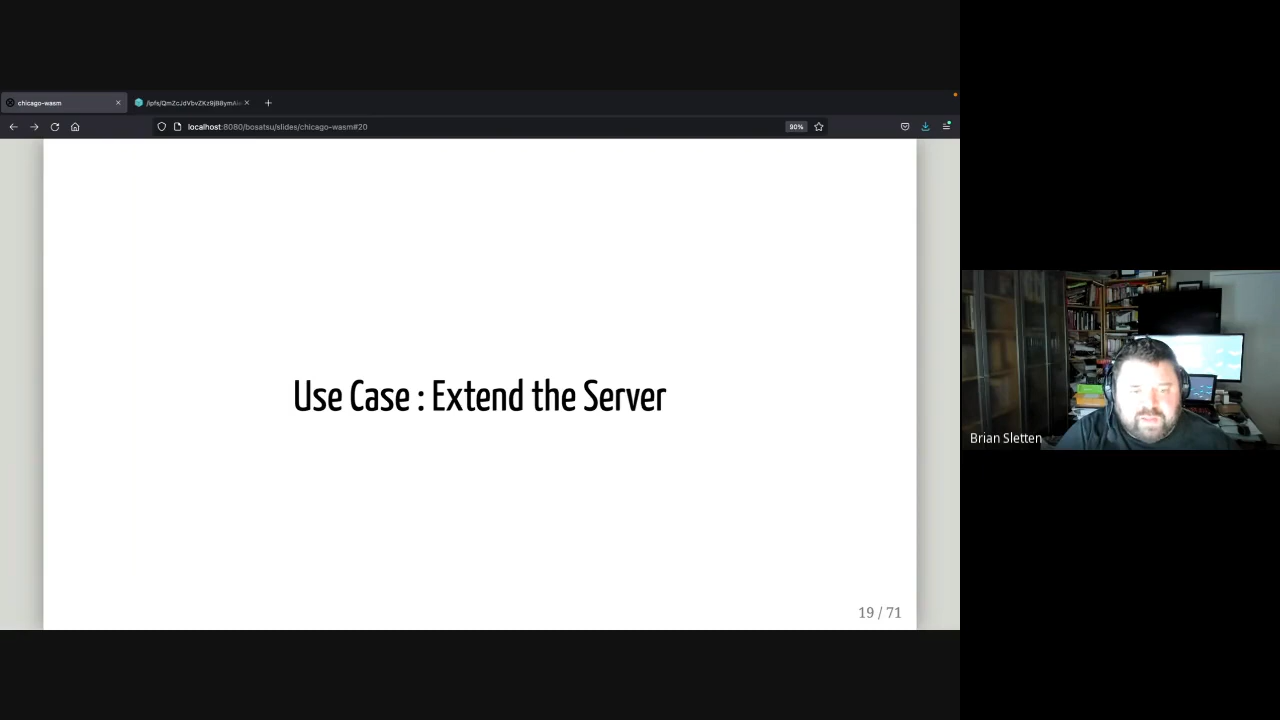 chicago-wasm
localhost:8080/bosatsu/slides/chicago-wasm#20
90%
Use Case : Extend the Server
19 / 71
Brian Sletten